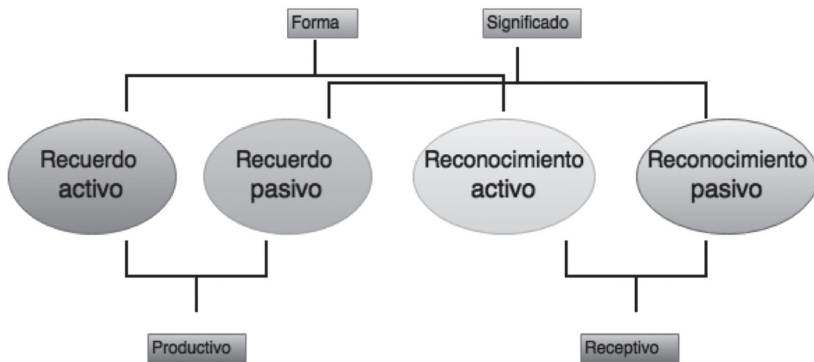 Forma
Significado
Recuerdo
activo
Recuerdo
pasivo
Reconocimiento
activo
Reconocimiento
pasivo
Productivo
Receptivo